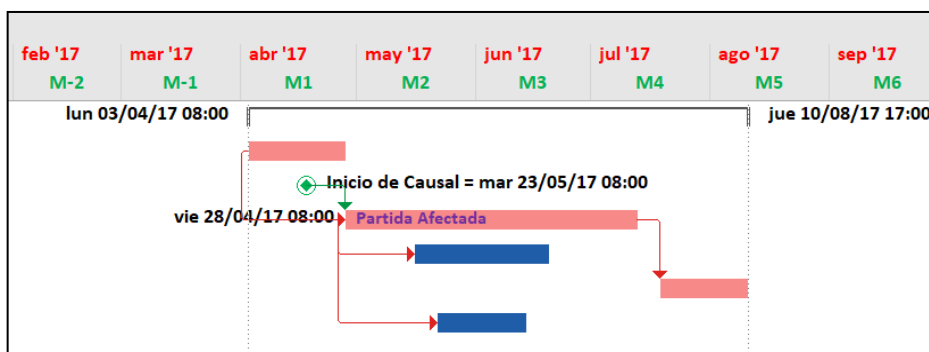 feb '17 mar '17 abr '17 may '17 jun '17 jul '17 ago '17 sep '17
M-2 M-1 M1 M2 M3 M4 M5 M6
lun 03/04/17 08:00 jue 10/08/17 17:00
Inicio de Causal = mar 23/05/17 08:00
vie 28/04/17 08:00 Partida Afectada